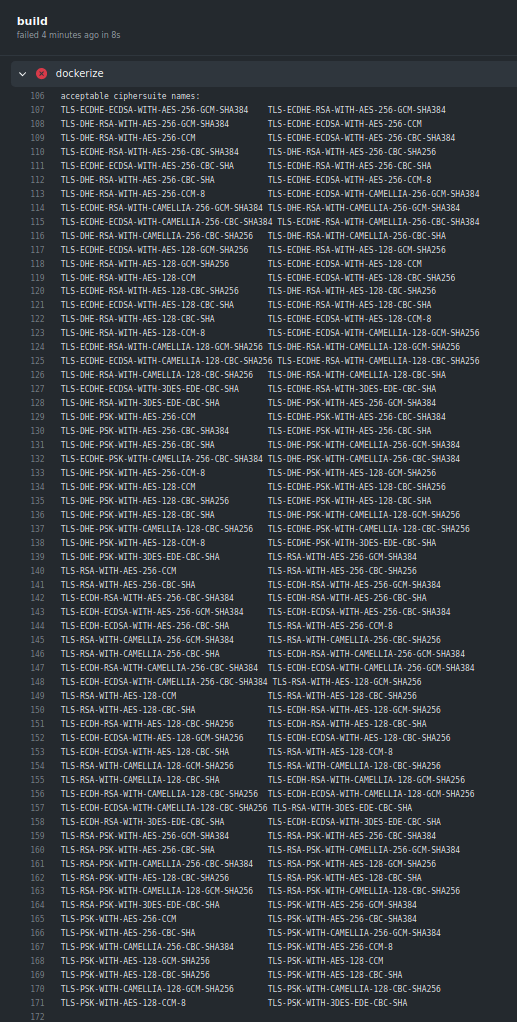 build
failed 4 minutes ago in 8s
dockerize
106 acceptable ciphersuite names:
107 TLS-ECDHE-ECDSA-WITH-AES-256-GCM-SHA384 TLS-ECDHE-RSA-WITH-AES-256-GCM-SHA384
108 TLS-DHE-RSA-WITH-AES-256-GCM-SHA384 TLS-ECDHE-ECDSA-WITH-AES-256-CCM
109 TLS-DHE-RSA-WITH-AES-256-CCM TLS-ECDHE-ECDSA-WITH-AES-256-CBC-SHA384
110 TLS-ECDHE-RSA-WITH-AES-256-CBC-SHA384 TLS-DHE-RSA-WITH-AES-256-CBC-SHA256
111 TLS-ECDHE-ECDSA-WITH-AES-256-CBC-SHA TLS-ECDHE-RSA-WITH-AES-256-CBC-SHA
112 TLS-DHE-RSA-WITH-AES-256-CBC-SHA TLS-ECDHE-ECDSA-WITH-AES-256-CCM-8
113 TLS-DHE-RSA-WITH-AES-256-CCM-8 TLS-ECDHE-ECDSA-WITH-CAMELLIA-256-GCM-SHA384
114 TLS-ECDHE-RSA-WITH-CAMELLIA-256-GCM-SHA384 TLS-DHE-RSA-WITH-CAMELLIA-256-GCM-SHA384
115 TLS-ECDHE-ECDSA-WITH-CAMELLIA-256-CBC-SHA384 TLS-ECDHE-RSA-WITH-CAMELLIA-256-CBC-SHA384
116 TLS-DHE-RSA-WITH-CAMELLIA-256-CBC-SHA256 TLS-DHE-RSA-WITH-CAMELLIA-256-CBC-SHA
117 TLS-ECDHE-ECDSA-WITH-AES-128-GCM-SHA256 TLS-ECDHE-RSA-WITH-AES-128-GCM-SHA256
118 TLS-DHE-RSA-WITH-AES-128-GCM-SHA256 TLS-ECDHE-ECDSA-WITH-AES-128-CCM
119 TLS-DHE-RSA-WITH-AES-128-CCM TLS-ECDHE-ECDSA-WITH-AES-128-CBC-SHA256
120 TLS-ECDHE-RSA-WITH-AES-128-CBC-SHA256 TLS-DHE-RSA-WITH-AES-128-CBC-SHA256
121 TLS-ECDHE-ECDSA-WITH-AES-128-CBC-SHA TLS-ECDHE-RSA-WITH-AES-128-CBC-SHA
122 TLS-DHE-RSA-WITH-AES-128-CBC-SHA TLS-ECDHE-ECDSA-WITH-AES-128-CCM-8
123 TLS-DHE-RSA-WITH-AES-128-CCM-8 TLS-ECDHE-ECDSA-WITH-CAMELLIA-128-GCM-SHA256
124 TLS-ECDHE-RSA-WITH-CAMELLIA-128-GCM-SHA256 TLS-DHE-RSA-WITH-CAMELLIA-128-GCM-SHA256
125 TLS-ECDHE-ECDSA-WITH-CAMELLIA-128-CBC-SHA256 TLS-ECDHE-RSA-WITH-CAMELLIA-128-CBC-SHA256
126 TLS-DHE-RSA-WITH-CAMELLIA-128-CBC-SHA256 TLS-DHE-RSA-WITH-CAMELLIA-128-CBC-SHA
127 TLS-ECDHE-ECDSA-WITH-3DES-EDE-CBC-SHA TLS-ECDHE-RSA-WITH-3DES-EDE-CBC-SHA
128 TLS-DHE-RSA-WITH-3DES-EDE-CBC-SHA TLS-DHE-PSK-WITH-AES-256-GCM-SHA384
129 TLS-DHE-PSK-WITH-AES-256-CCM TLS-ECDHE-PSK-WITH-AES-256-CBC-SHA384
130 TLS-DHE-PSK-WITH-AES-256-CBC-SHA384 TLS-ECDHE-PSK-WITH-AES-256-CBC-SHA
131 TLS-DHE-PSK-WITH-AES-256-CBC-SHA TLS-DHE-PSK-WITH-CAMELLIA-256-GCM-SHA384
132 TLS-ECDHE-PSK-WITH-CAMELLIA-256-CBC-SHA384 TLS-DHE-PSK-WITH-CAMELLIA-256-CBC-SHA384
133 TLS-DHE-PSK-WITH-AES-256-CCM-8 TLS-DHE-PSK-WITH-AES-128-GCM-SHA256
134 TLS-DHE-PSK-WITH-AES-128-CCM TLS-ECDHE-PSK-WITH-AES-128-CBC-SHA256
135 TLS-DHE-PSK-WITH-AES-128-CBC-SHA256 TLS-ECDHE-PSK-WITH-AES-128-CBC-SHA
136 TLS-DHE-PSK-WITH-AES-128-CBC-SHA TLS-DHE-PSK-WITH-CAMELLIA-128-GCM-SHA256
137 TLS-DHE-PSK-WITH-CAMELLIA-128-CBC-SHA256 TLS-ECDHE-PSK-WITH-CAMELLIA-128-CBC-SHA256
138 TLS-DHE-PSK-WITH-AES-128-CCM-8 TLS-ECDHE-PSK-WITH-3DES-EDE-CBC-SHA
139 TLS-DHE-PSK-WITH-3DES-EDE-CBC-SHA TLS-RSA-WITH-AES-256-GCM-SHA384
140 TLS-RSA-WITH-AES-256-CCM TLS-RSA-WITH-AES-256-CBC-SHA256
141 TLS-RSA-WITH-AES-256-CBC-SHA TLS-ECDH-RSA-WITH-AES-256-GCM-SHA384
142 TLS-ECDH-RSA-WITH-AES-256-CBC-SHA384 TLS-ECDH-RSA-WITH-AES-256-CBC-SHA
143 TLS-ECDH-ECDSA-WITH-AES-256-GCM-SHA384 TLS-ECDH-ECDSA-WITH-AES-256-CBC-SHA384
144 TLS-ECDH-ECDSA-WITH-AES-256-CBC-SHA TLS-RSA-WITH-AES-256-CCM-8
145 TLS-RSA-WITH-CAMELLIA-256-GCM-SHA384 TLS-RSA-WITH-CAMELLIA-256-CBC-SHA256
146 TLS-RSA-WITH-CAMELLIA-256-CBC-SHA TLS-ECDH-RSA-WITH-CAMELLIA-256-GCM-SHA384
147 TLS-ECDH-RSA-WITH-CAMELLIA-256-CBC-SHA384 TLS-ECDH-ECDSA-WITH-CAMELLIA-256-GCM-SHA384
148 TLS-ECDH-ECDSA-WITH-CAMELLIA-256-CBC-SHA384 TLS-RSA-WITH-AES-128-GCM-SHA256
149 TLS-RSA-WITH-AES-128-CCM TLS-RSA-WITH-AES-128-CBC-SHA256
150 TLS-RSA-WITH-AES-128-CBC-SHA TLS-ECDH-RSA-WITH-AES-128-GCM-SHA256
151 TLS-ECDH-RSA-WITH-AES-128-CBC-SHA256 TLS-ECDH-RSA-WITH-AES-128-CBC-SHA
152 TLS-ECDH-ECDSA-WITH-AES-128-GCM-SHA256 TLS-ECDH-ECDSA-WITH-AES-128-CBC-SHA256
153 TLS-ECDH-ECDSA-WITH-AES-128-CBC-SHA TLS-RSA-WITH-AES-128-CCM-8
154 TLS-RSA-WITH-CAMELLIA-128-GCM-SHA256 TLS-RSA-WITH-CAMELLIA-128-CBC-SHA256
155 TLS-RSA-WITH-CAMELLIA-128-CBC-SHA TLS-ECDH-RSA-WITH-CAMELLIA-128-GCM-SHA256
156 TLS-ECDH-RSA-WITH-CAMELLIA-128-CBC-SHA256 TLS-ECDH-ECDSA-WITH-CAMELLIA-128-GCM-SHA256
157 TLS-ECDH-ECDSA-WITH-CAMELLIA-128-CBC-SHA256 TLS-RSA-WITH-3DES-EDE-CBC-SHA
158 TLS-ECDH-RSA-WITH-3DES-EDE-CBC-SHA TLS-ECDH-ECDSA-WITH-3DES-EDE-CBC-SHA
159 TLS-RSA-PSK-WITH-AES-256-GCM-SHA384 TLS-RSA-PSK-WITH-AES-256-CBC-SHA384
160 TLS-RSA-PSK-WITH-AES-256-CBC-SHA TLS-RSA-PSK-WITH-CAMELLIA-256-GCM-SHA384
161 TLS-RSA-PSK-WITH-CAMELLIA-256-CBC-SHA384 TLS-RSA-PSK-WITH-AES-128-GCM-SHA256
162 TLS-RSA-PSK-WITH-AES-128-CBC-SHA256 TLS-RSA-PSK-WITH-AES-128-CBC-SHA
163 TLS-RSA-PSK-WITH-CAMELLIA-128-GCM-SHA256 TLS-RSA-PSK-WITH-CAMELLIA-128-CBC-SHA256
164 TLS-RSA-PSK-WITH-3DES-EDE-CBC-SHA TLS-PSK-WITH-AES-256-GCM-SHA384
165 TLS-PSK-WITH-AES-256-CCM TLS-PSK-WITH-AES-256-CBC-SHA384
166 TLS-PSK-WITH-AES-256-CBC-SHA TLS-PSK-WITH-CAMELLIA-256-GCM-SHA384
167 TLS-PSK-WITH-CAMELLIA-256-CBC-SHA384 TLS-PSK-WITH-AES-256-CCM-8
168 TLS-PSK-WITH-AES-128-GCM-SHA256 TLS-PSK-WITH-AES-128-CCM
169 TLS-PSK-WITH-AES-128-CBC-SHA256 TLS-PSK-WITH-AES-128-CBC-SHA
170 TLS-PSK-WITH-CAMELLIA-128-GCM-SHA256 TLS-PSK-WITH-CAMELLIA-128-CBC-SHA256
171 TLS-PSK-WITH-AES-128-CCM-8 TLS-PSK-WITH-3DES-EDE-CBC-SHA
172